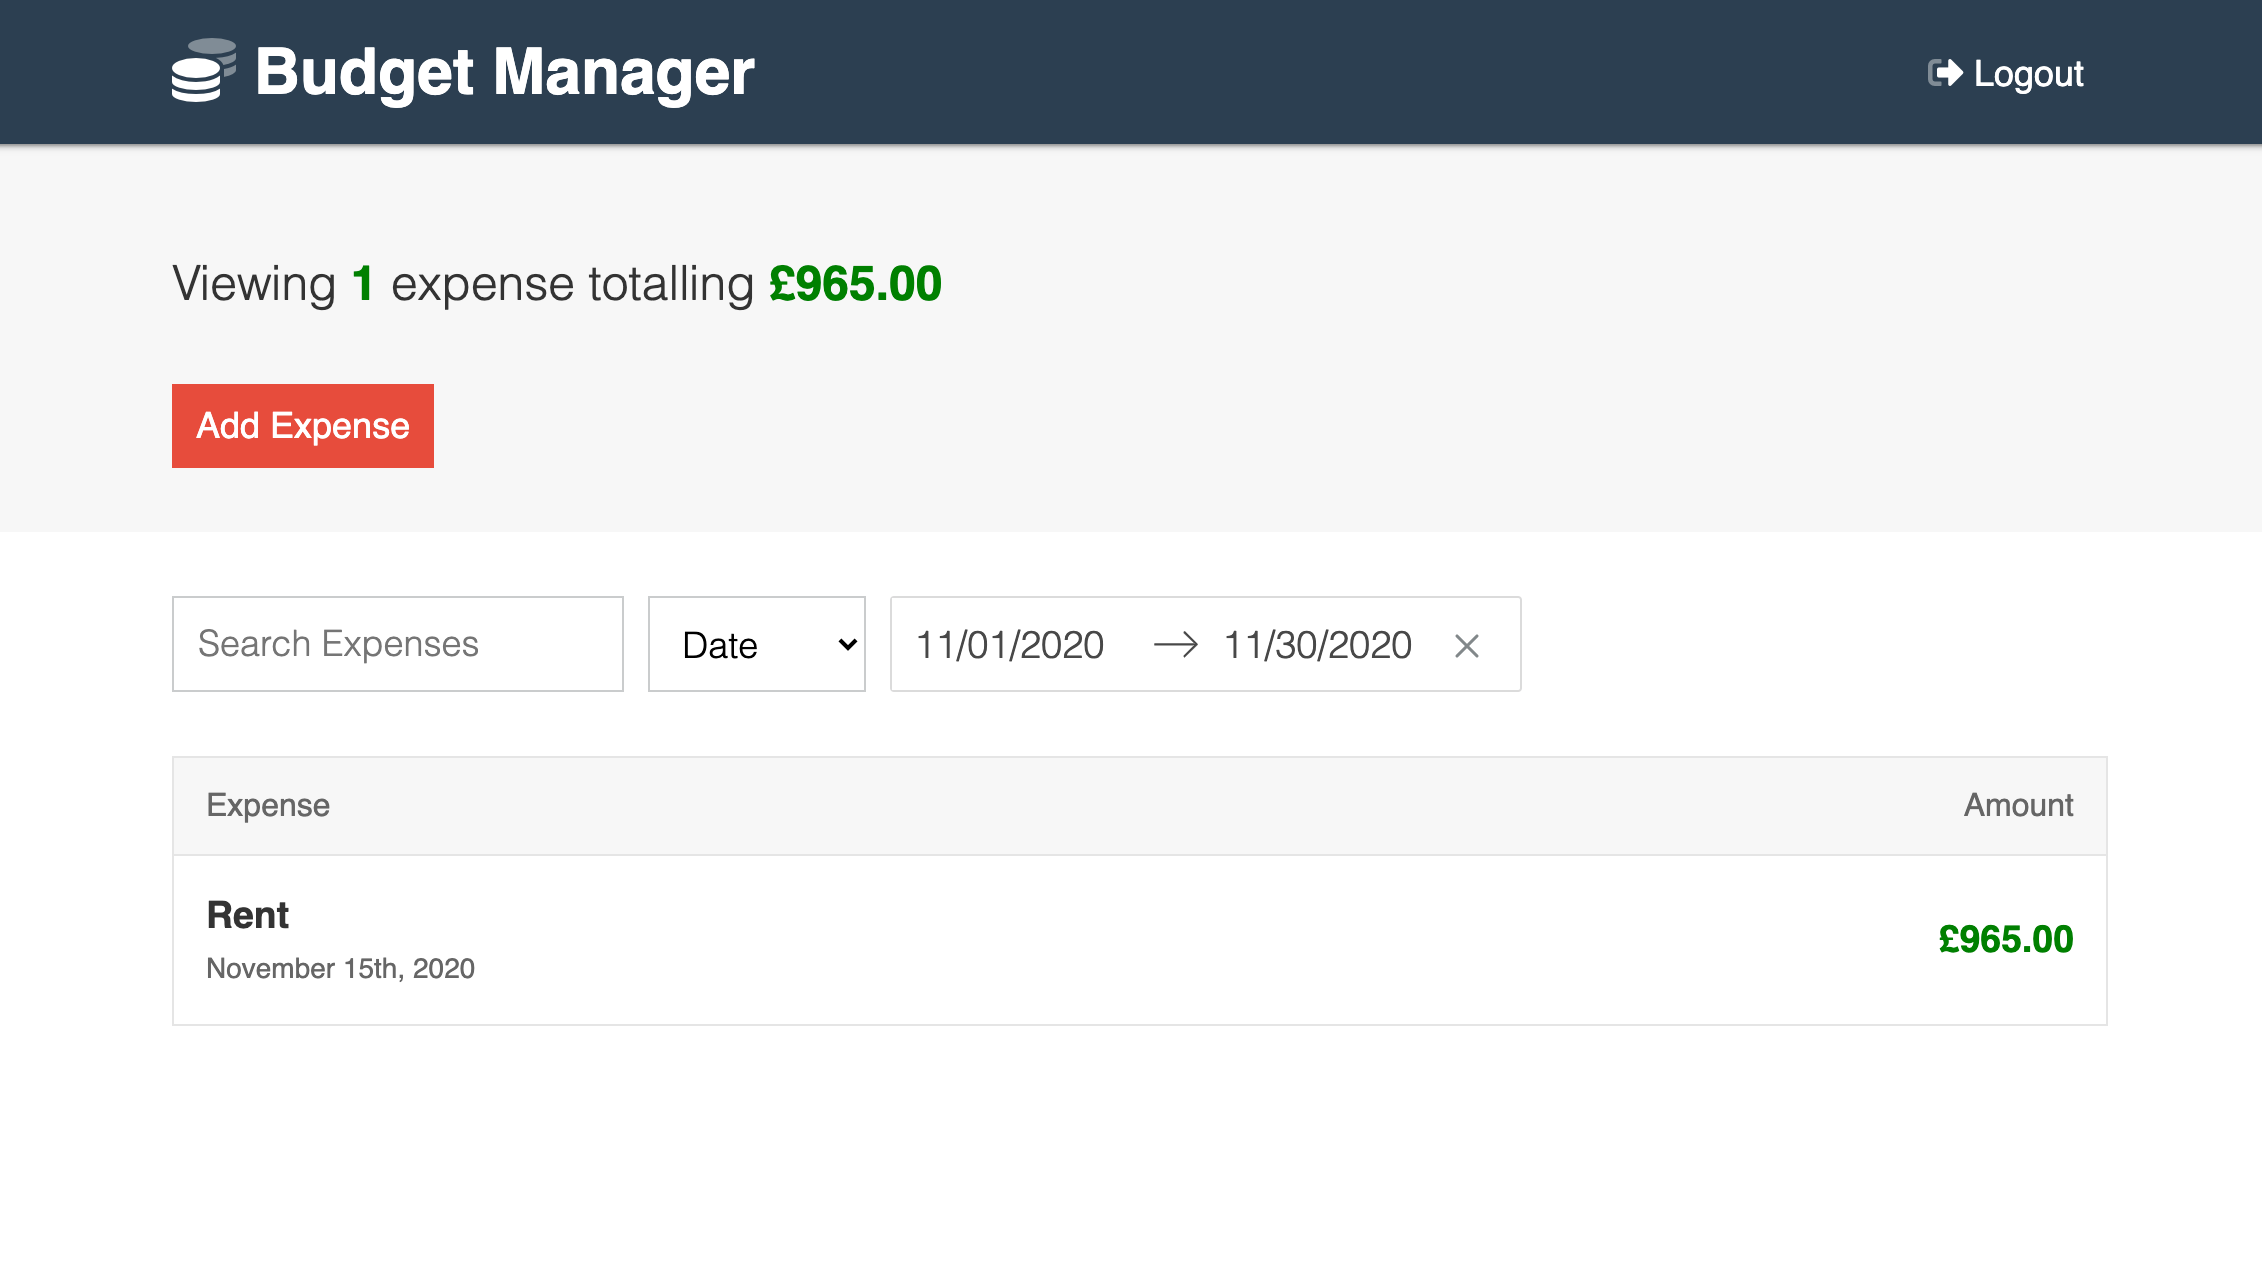 Budget Manager
Logout
Viewing 1 expense totalling £965.00
Add Expense
Search Expenses
Date
11/01/2020
11/30/2020
Expense
Amount
Rent
November 15th, 2020
£965.00